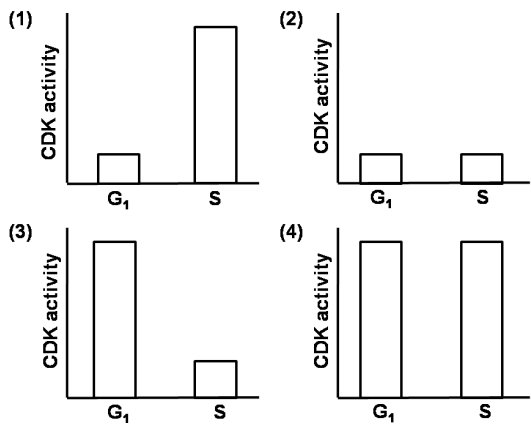 (1)
CDK activity
G₁ S
(2)
CDK activity
G₁ S
(3)
CDK activity
G₁ S
(4)
CDK activity
G₁ S